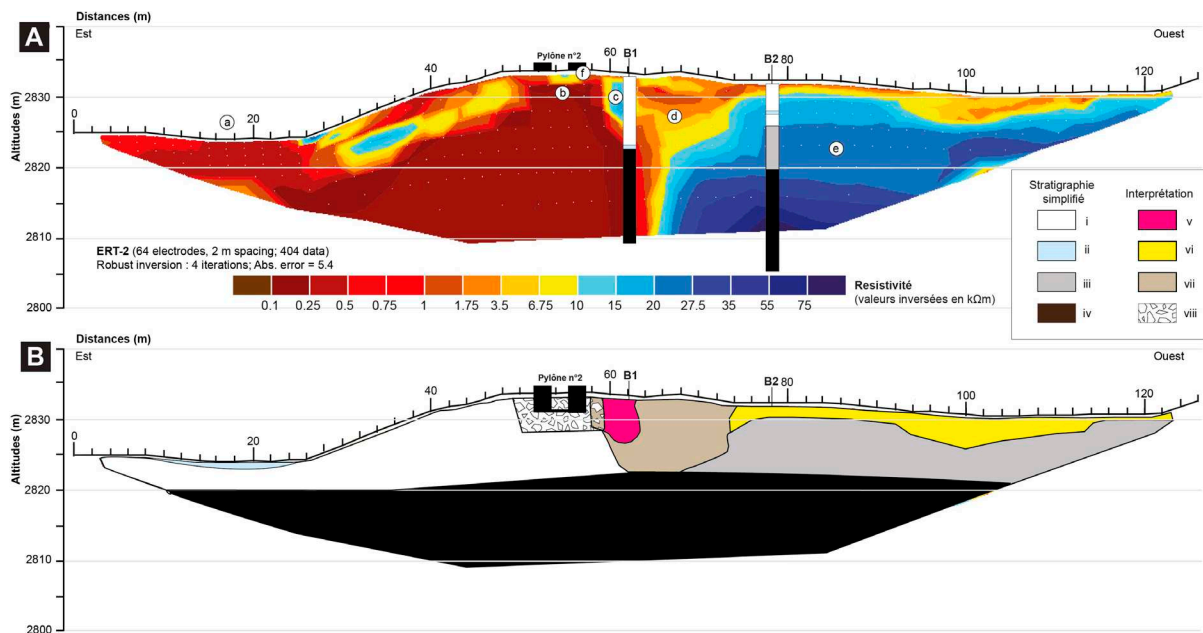 A
Distances (m)
Est
Ouest
Pylône n°2
60 B1
B2 80
0
20
40
100
120
Altitudes (m)
2830
2820
2810
2800
a
b
c
d
e
f
ERT-2 (64 electrodes, 2 m spacing; 404 data)
Robust inversion : 4 iterations; Abs. error = 5.4
0.1 0.25 0.5 0.75 1 1.75 3.5 6.75 10 15 20 27.5 35 55 75
Resistivité
(valeurs inversées en kΩm)
Stratigraphie
simplifié
Interprétation
i
v
ii
vi
iii
vii
iv
viii
B
Distances (m)
Est
Ouest
Pylône n°2
60 B1
B2 80
0
20
40
100
120
Altitudes (m)
2830
2820
2810
2800